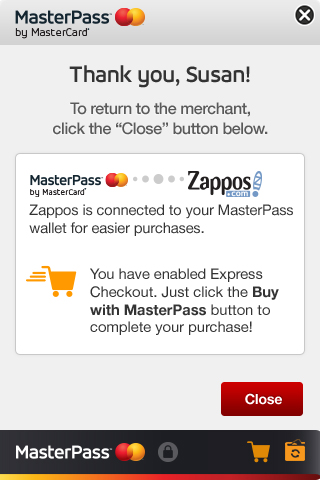 MasterPass
by MasterCard
Thank you, Susan!
To return to the merchant,
click the “Close” button below.
MasterPass
by MasterCard
Zappos
.com
Zappos is connected to your MasterPass
wallet for easier purchases.
You have enabled Express
Checkout. Just click the Buy
with MasterPass button to
complete your purchase!
Close
MasterPass